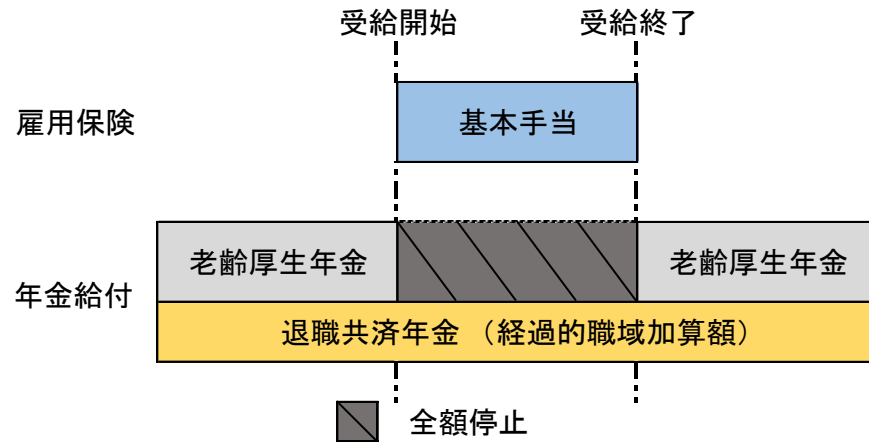 受給開始 受給終了
雇用保険 基本手当
老齢厚生年金 老齢厚生年金
年金給付
退職共済年金 （経過的職域加算額）
全額停止